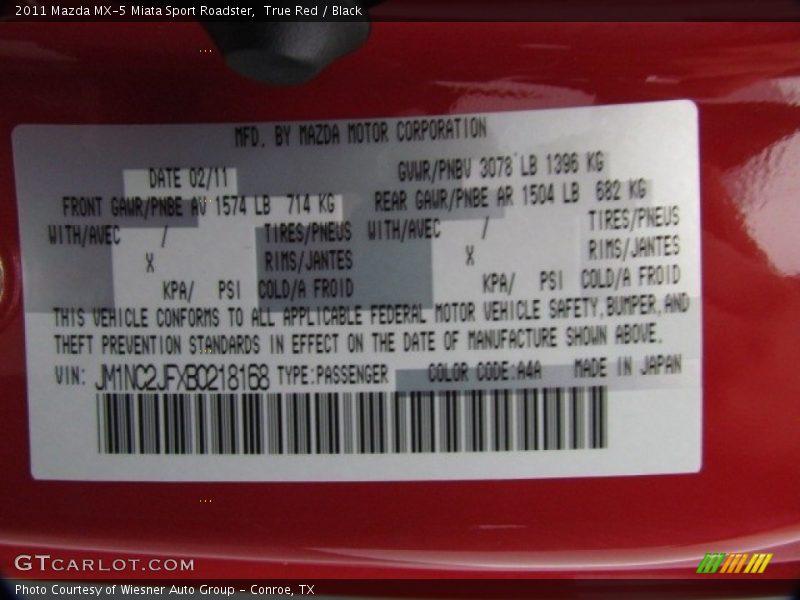 2011 Mazda MX-5 Miata Sport Roadster,  True Red / Black
MFD. BY MAZDA MOTOR CORPORATION
DATE 02/11 GVWR/PNBV 3078 LB 1396 KG
FRONT GAWR/PNBE AV 1574 LB 714 KG REAR GAWR/PNBE AR 1504 LB 682 KG
WITH/AVEC / TIRES/PNEUS WITH/AVEC / TIRES/PNEUS
X RIMS/JANTES X RIMS/JANTES
KPA/ PSI COLD/A FROID KPA/ PSI COLD/A FROID
THIS VEHICLE CONFORMS TO ALL APPLICABLE FEDERAL MOTOR VEHICLE SAFETY,BUMPER,AND
THEFT PREVENTION STANDARDS IN EFFECT ON THE DATE OF MANUFACTURE SHOWN ABOVE.
VIN: JM1NC2JFXB0218168 TYPE:PASSENGER COLOR CODE:A4A MADE IN JAPAN
GTCARLOT.COM
Photo Courtesy of Wiesner Auto Group - Conroe, TX